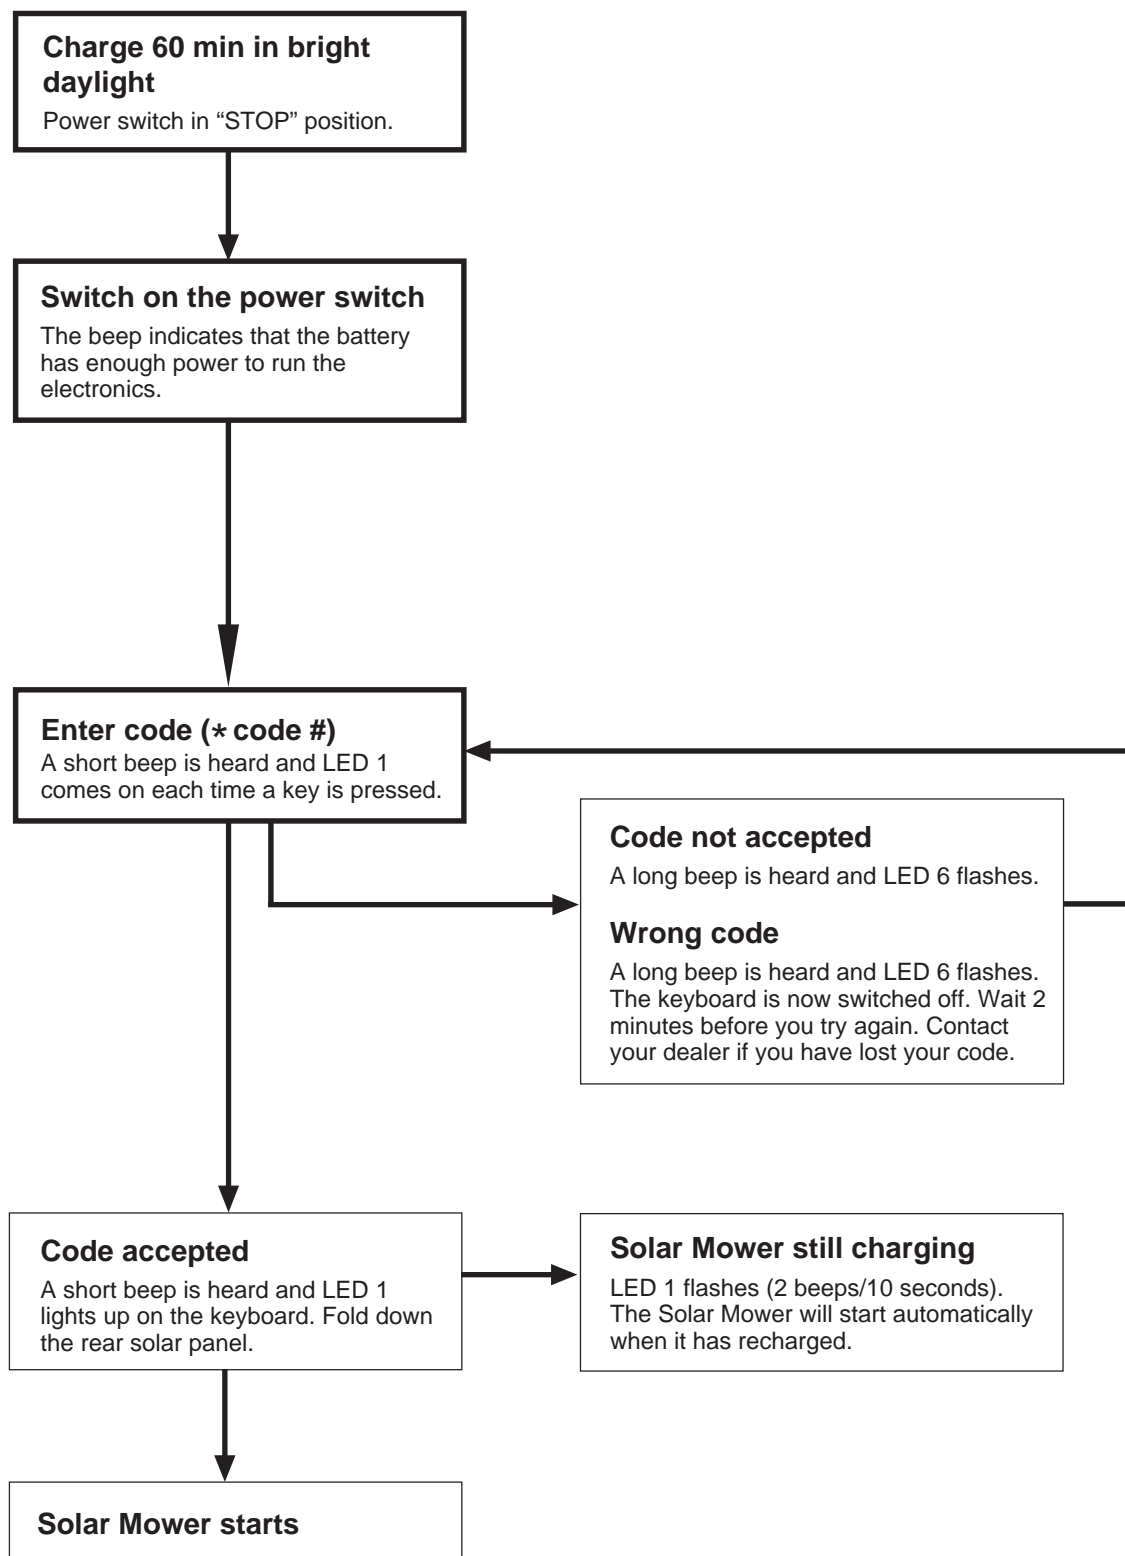 Charge 60 min in bright
daylight
Power switch in “STOP” position.
Switch on the power switch
The beep indicates that the battery
has enough power to run the
electronics.
Enter code (* code #)
A short beep is heard and LED 1
comes on each time a key is pressed.
Code not accepted
A long beep is heard and LED 6 flashes.
Wrong code
A long beep is heard and LED 6 flashes.
The keyboard is now switched off. Wait 2
minutes before you try again. Contact
your dealer if you have lost your code.
Code accepted
A short beep is heard and LED 1
lights up on the keyboard. Fold down
the rear solar panel.
Solar Mower still charging
LED 1 flashes (2 beeps/10 seconds).
The Solar Mower will start automatically
when it has recharged.
Solar Mower starts